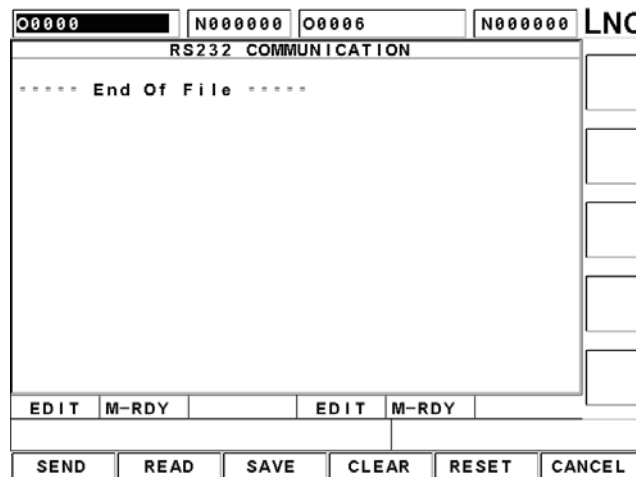 O0000 N000000 O0006 N000000 LNC
RS232 COMMUNICATION
----- End Of File -----
EDIT M-RDY EDIT M-RDY
SEND READ SAVE CLEAR RESET CANCEL